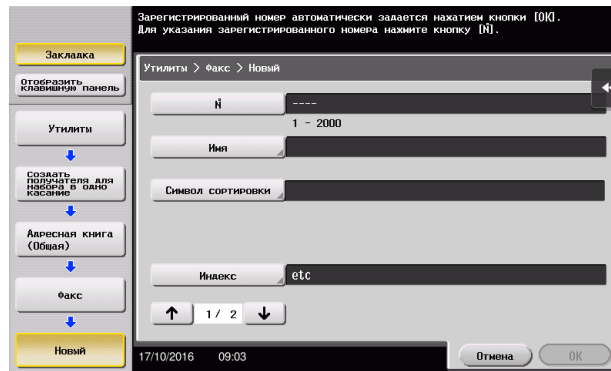 Зарегистрированный номер автоматически задается нажатием кнопки [OK].
Для указания зарегистрированного номера нажмите кнопку [№].
Закладка
Отобразить
клавишную панель
Утилиты
Создать
получателя для
набора в одно
касание
Адресная книга
(Общая)
Факс
Новый
Утилиты > Факс > Новый
№
----
1 - 2000
Имя
Символ сортировки
Индекс
etc
↑ 1/ 2 ↓
17/10/2016 09:03
Отмена
OK